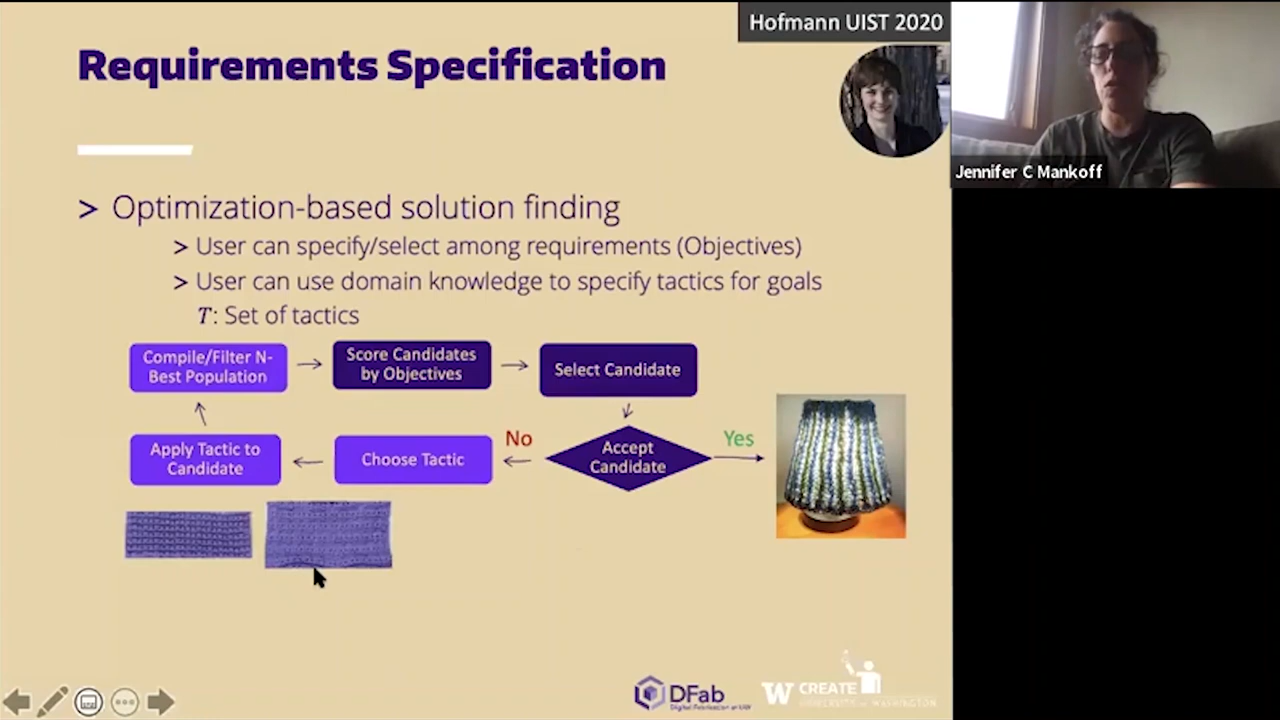 Hofmann UIST 2020
Requirements Specification
Jennifer C Mankoff
> Optimization-based solution finding
> User can specify/select among requirements (Objectives)
> User can use domain knowledge to specify tactics for goals
T: Set of tactics
Compile/Filter N-
Best Population
Score Candidates
by Objectives
Select Candidate
Apply Tactic to
Candidate
Choose Tactic
No
Accept
Candidate
Yes
DFab
Digital Fabrication at UW
W CREATE
UNIVERSITY of WASHINGTON